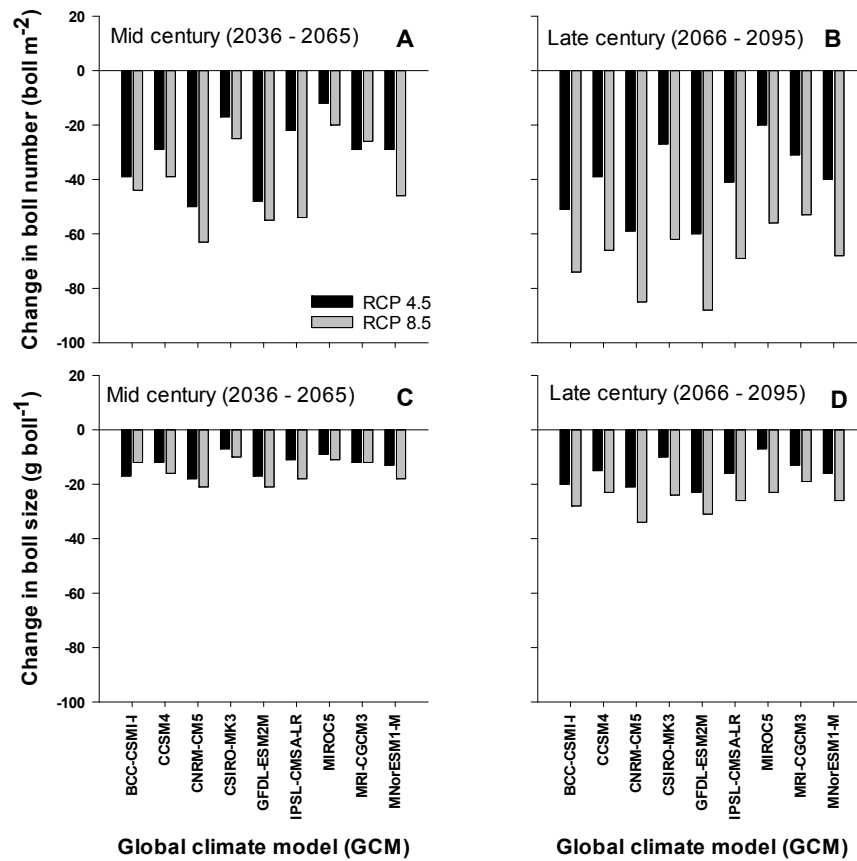 Mid century (2036 - 2065) A
Late century (2066 - 2095) B
Change in boll number (boll m-2)
20
0
-20
-40
-60
-80
-100
RCP 4.5
RCP 8.5
Mid century (2036 - 2065) C
Late century (2066 - 2095) D
Change in boll size (g boll-1)
20
0
-20
-40
-60
-80
-100
BCC-CSMI-I
CCSM4
CNRM-CM5
CSIRO-MK3
GFDL-ESM2M
IPSL-CMSA-LR
MIROC5
MRI-CGCM3
MNorESM1-M
BCC-CSMI-I
CCSM4
CNRM-CM5
CSIRO-MK3
GFDL-ESM2M
IPSL-CMSA-LR
MIROC5
MRI-CGCM3
MNorESM1-M
Global climate model (GCM)
Global climate model (GCM)